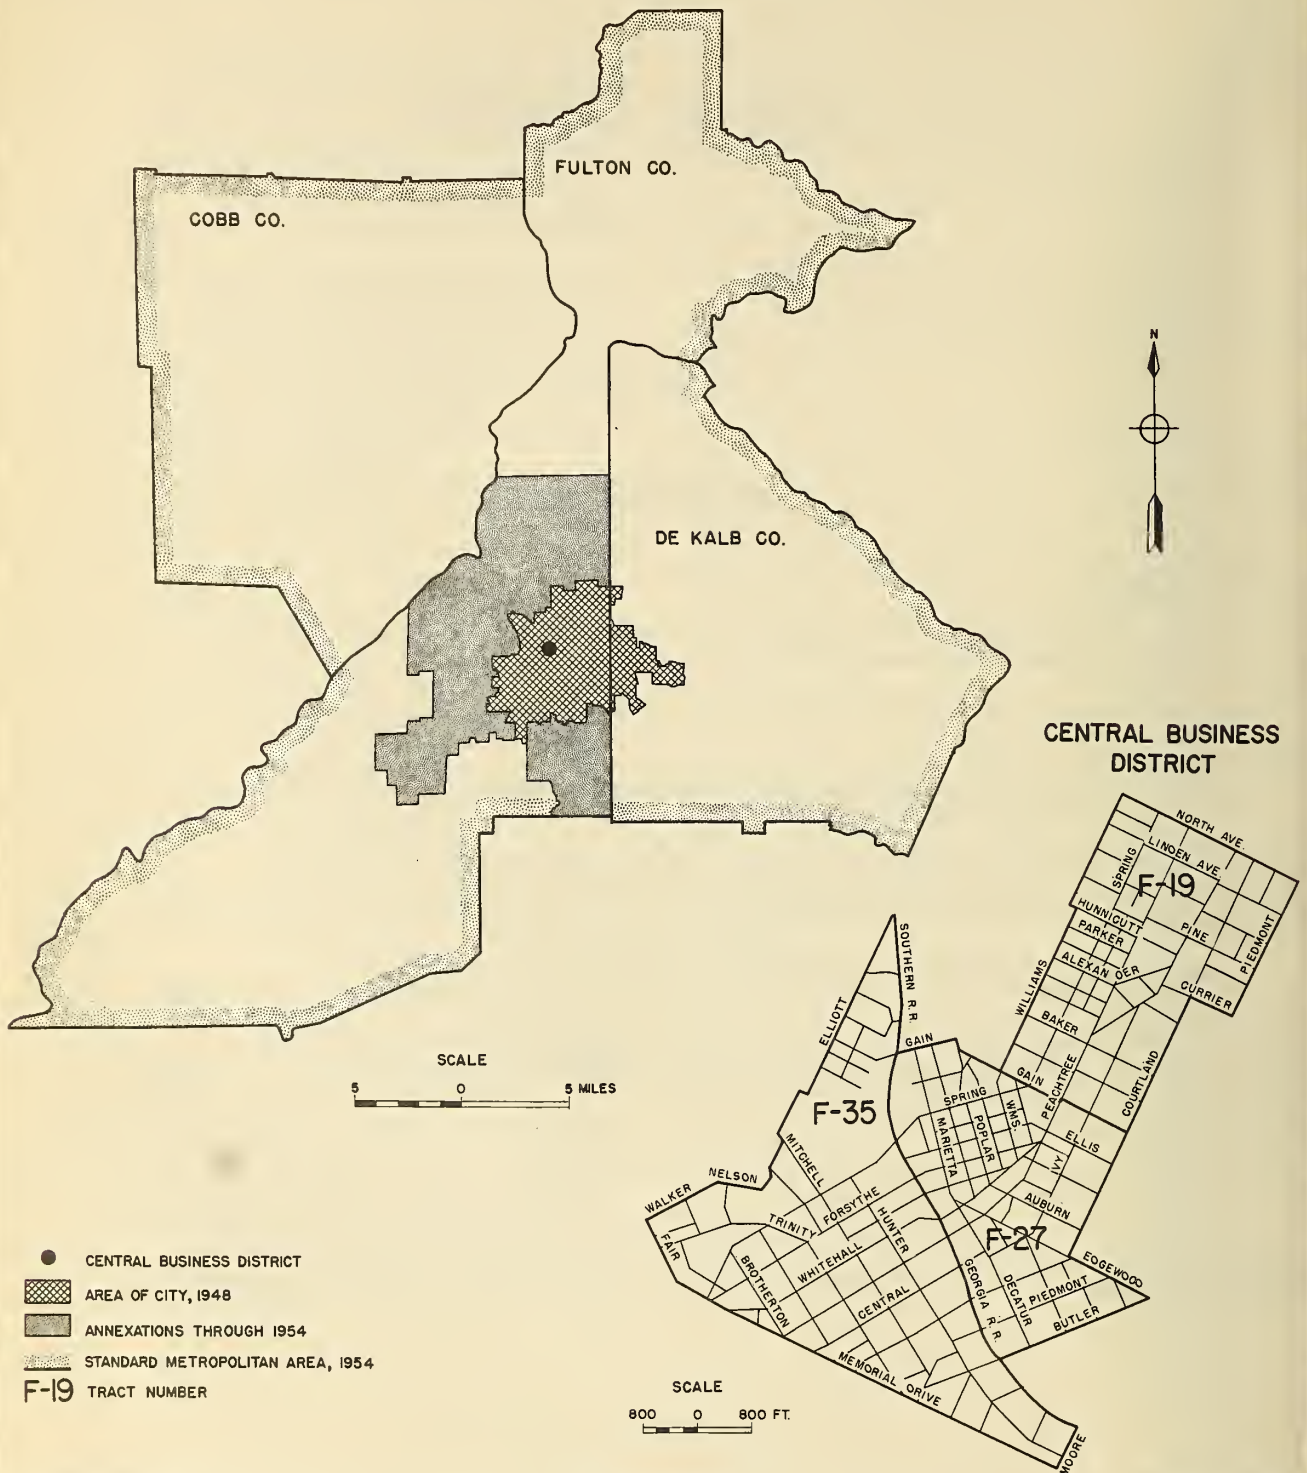 FULTON CO.
COBB CO.
N
DE KALB CO.
CENTRAL BUSINESS
DISTRICT
NORTH AVE.
LINDEN AVE.
SPRING
F-19
HUNNICUTT
PINE
PIEDMONT
PARKER
ALEXANDER
WILLIAMS
CURRIER
SOUTHERN R.R.
ELLIOTT
BAKER
GAIN
GAIN
PEACHTREE
COURTLAND
SCALE
5 0 5 MILES
SPRING
WMS.
F-35
POPLAR
MARIETTA
ELLIS
IVY
MITCHELL
NELSON
WALKER
FORSYTHE
AUBURN
TRINITY
HUNTER
F-27
FAIR
WHITEHALL
EDGEWOOD
BROTHERTON
GEORGIA R.R.
DECATUR
PIEDMONT
CENTRAL
BUTLER
MEMORIAL DRIVE
MOORE
CENTRAL BUSINESS DISTRICT
AREA OF CITY, 1948
ANNEXATIONS THROUGH 1954
STANDARD METROPOLITAN AREA, 1954
F-19 TRACT NUMBER
SCALE
800 0 800 FT.